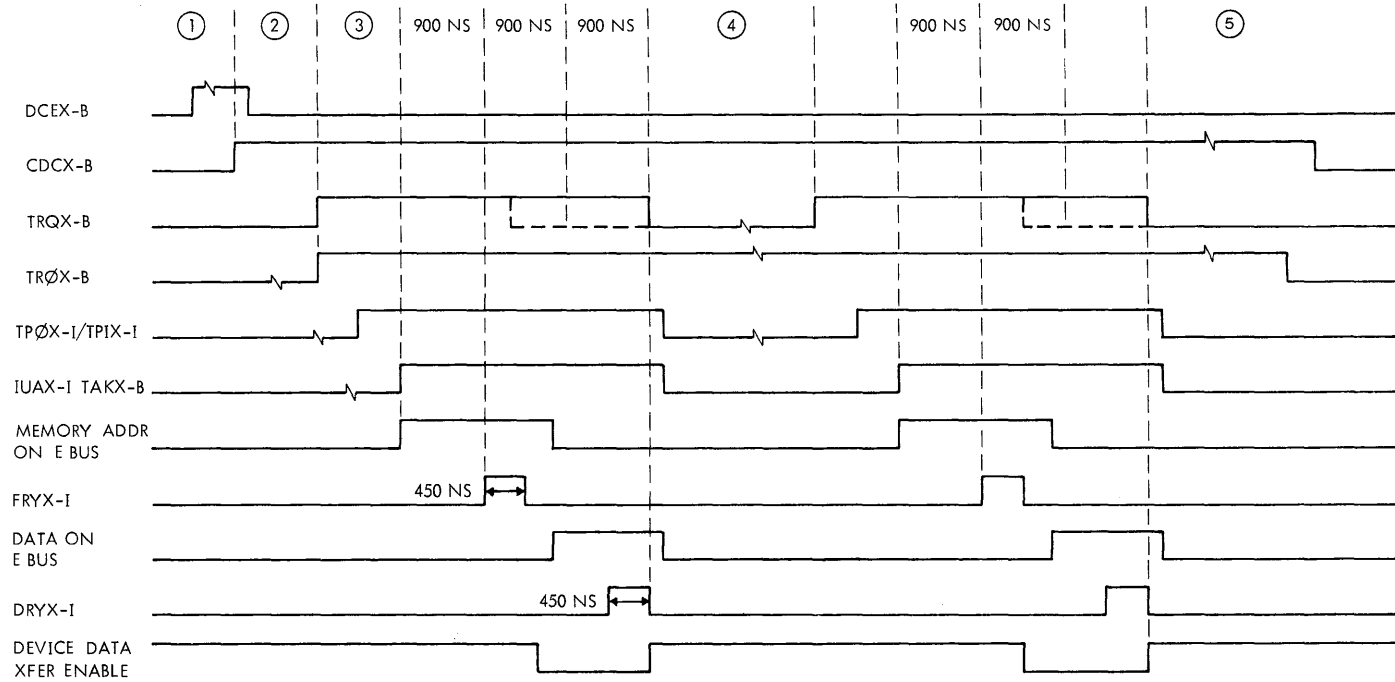 1 2 3 900 NS 900 NS 900 NS 4 900 NS 900 NS 5
DCEX-B
CDCX-B
TRQX-B
TRØX-B
TPØX-I/TPIX-I
IUAX-I TAKX-B
MEMORY ADDR
ON E BUS
450 NS
FRYX-I
DATA ON
E BUS
450 NS
DRYX-I
DEVICE DATA
XFER ENABLE